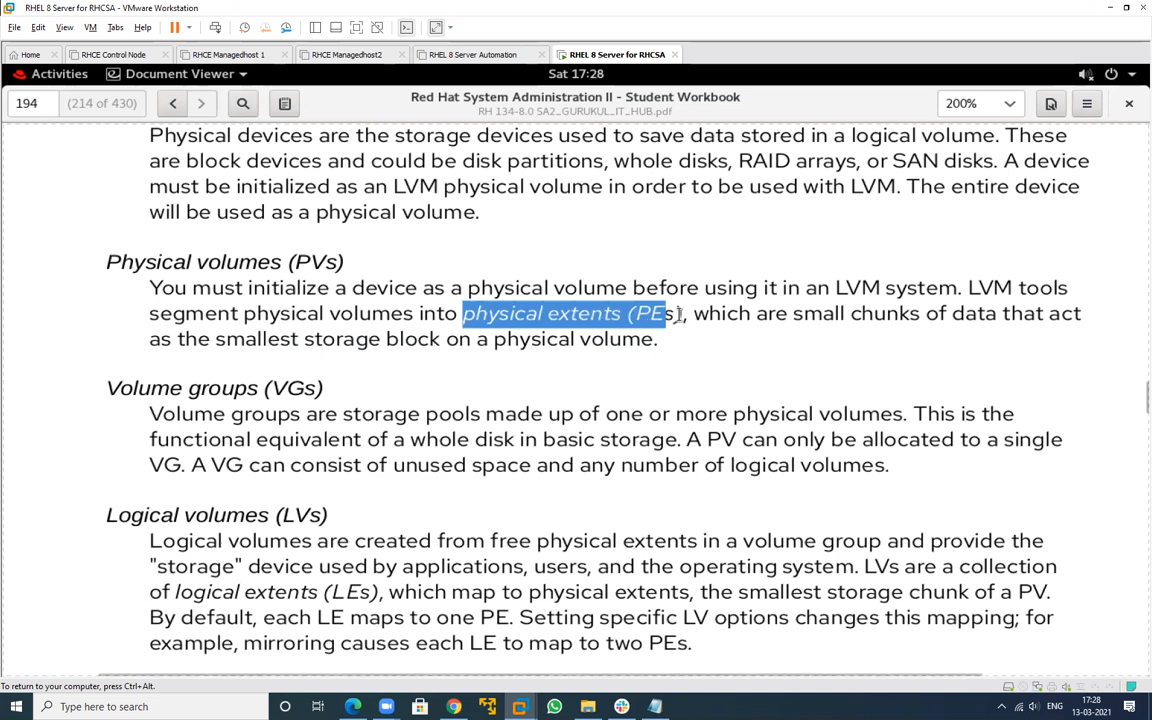 RHEL 8 Server for RHCSA - VMware Workstation
File Edit View VM Tabs Help
Home RHCE Control Node RHCE Managedhost 1 RHCE Managedhost2 RHEL 8 Server Automation RHEL 8 Server for RHCSA
Activities Document Viewer Sat 17:28
194 (214 of 430) Red Hat System Administration II - Student Workbook 200%
RH 134-8.0 SA2_GURUKUL_IT_HUB.pdf
Physical devices are the storage devices used to save data stored in a logical volume. These
are block devices and could be disk partitions, whole disks, RAID arrays, or SAN disks. A device
must be initialized as an LVM physical volume in order to be used with LVM. The entire device
will be used as a physical volume.
Physical volumes (PVs)
You must initialize a device as a physical volume before using it in an LVM system. LVM tools
segment physical volumes into physical extents (PEs), which are small chunks of data that act
as the smallest storage block on a physical volume.
Volume groups (VGs)
Volume groups are storage pools made up of one or more physical volumes. This is the
functional equivalent of a whole disk in basic storage. A PV can only be allocated to a single
VG. A VG can consist of unused space and any number of logical volumes.
Logical volumes (LVs)
Logical volumes are created from free physical extents in a volume group and provide the
"storage" device used by applications, users, and the operating system. LVs are a collection
of logical extents (LEs), which map to physical extents, the smallest storage chunk of a PV.
By default, each LE maps to one PE. Setting specific LV options changes this mapping; for
example, mirroring causes each LE to map to two PEs.
To return to your computer, press Ctrl+Alt.
Type here to search ENG 17:28
13-03-2021